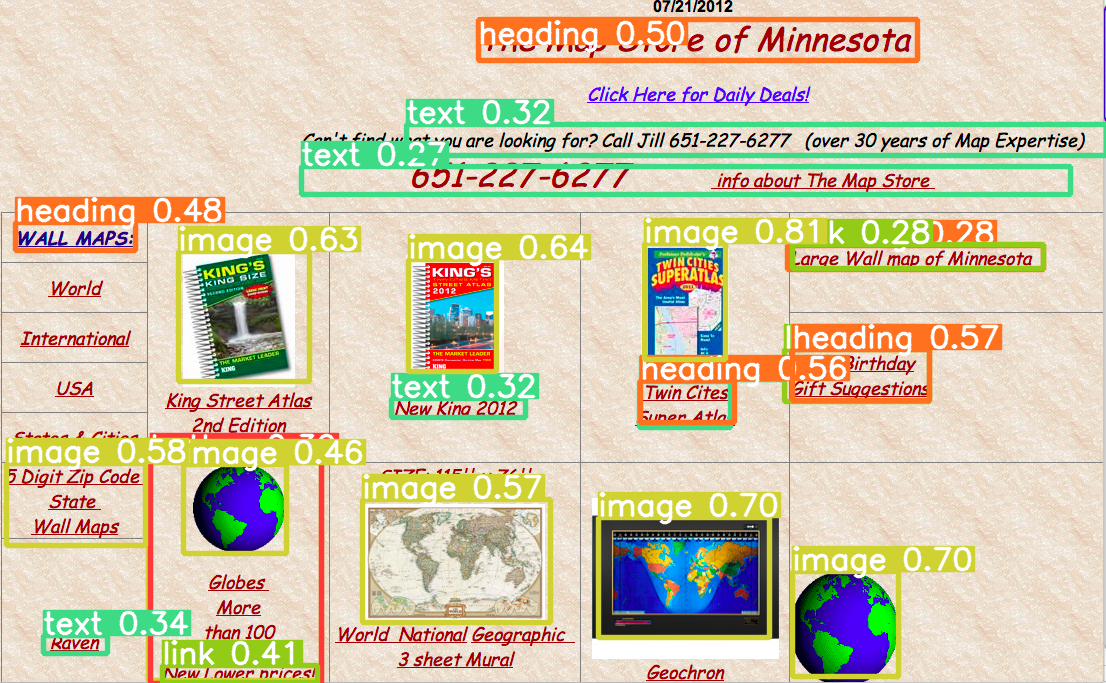 07/21/2012
heading 0.50
The Map Store of Minnesota
Click Here for Daily Deals!
text 0.32
Can't find what you are looking for? Call Jill 651-227-6277 (over 30 years of Map Expertise)
text 0.27
651-227-6277 info about The Map Store
heading 0.48
WALL MAPS:
World
International
USA
States & Cities
image 0.58
5 Digit Zip Code
State
Wall Maps
text 0.34
Raven
image 0.63
KING'S
KING SIZE
SECOND EDITION
THE MARKET LEADER
KING
King Street Atlas
2nd Edition
image 0.64
KING'S
STREET ATLAS
2012
THE MARKET LEADER
KING
text 0.32
New King 2012
image 0.81
TWIN CITIES
SUPERATLAS
heading 0.56
Twin Cites
Super Atla
k 0.28 0.28
Large Wall map of Minnesota
heading 0.57
Birthday
Gift Suggestions
image 0.46
Globes
More
than 100
link 0.41
New Lower prices!
image 0.57
World National Geographic
3 sheet Mural
image 0.70
Geochron
image 0.70